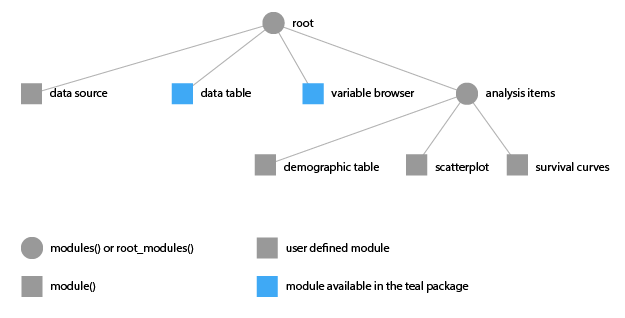 root
data source
data table
variable browser
analysis items
demographic table
scatterplot
survival curves
modules() or root_modules()
user defined module
module()
module available in the teal package